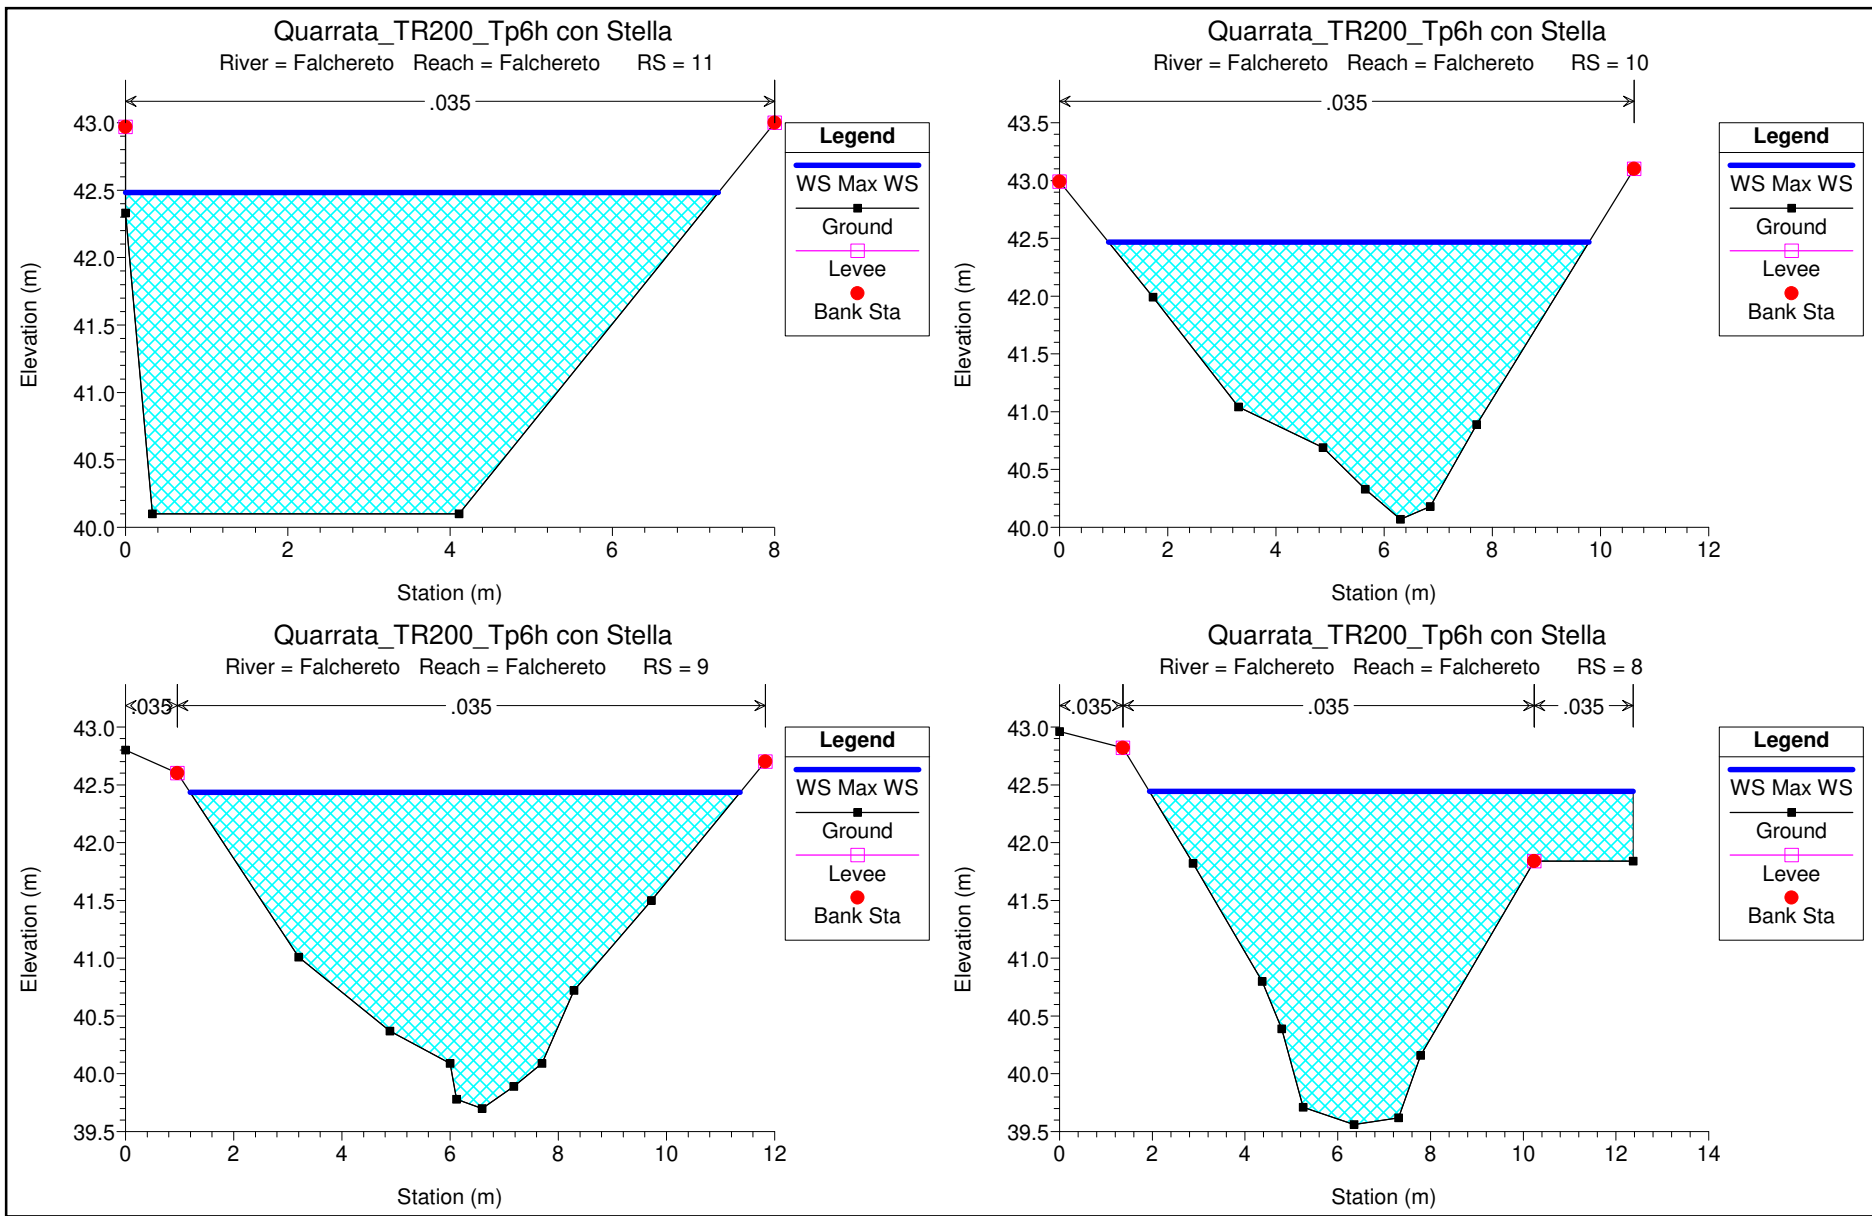 Quarrata_TR200_Tp6h con Stella
River = Falchereto Reach = Falchereto RS = 11
.035
43.0
42.5
42.0
41.5
41.0
40.5
40.0
0 2 4 6 8
Elevation (m)
Station (m)
Legend
WS Max WS
Ground
Levee
Bank Sta
Quarrata_TR200_Tp6h con Stella
River = Falchereto Reach = Falchereto RS = 10
.035
43.5
43.0
42.5
42.0
41.5
41.0
40.5
40.0
0 2 4 6 8 10 12
Elevation (m)
Station (m)
Legend
WS Max WS
Ground
Levee
Bank Sta
Quarrata_TR200_Tp6h con Stella
River = Falchereto Reach = Falchereto RS = 9
.035 .035
43.0
42.5
42.0
41.5
41.0
40.5
40.0
39.5
0 2 4 6 8 10 12
Elevation (m)
Station (m)
Legend
WS Max WS
Ground
Levee
Bank Sta
Quarrata_TR200_Tp6h con Stella
River = Falchereto Reach = Falchereto RS = 8
.035 .035 .035
43.0
42.5
42.0
41.5
41.0
40.5
40.0
39.5
0 2 4 6 8 10 12 14
Elevation (m)
Station (m)
Legend
WS Max WS
Ground
Levee
Bank Sta